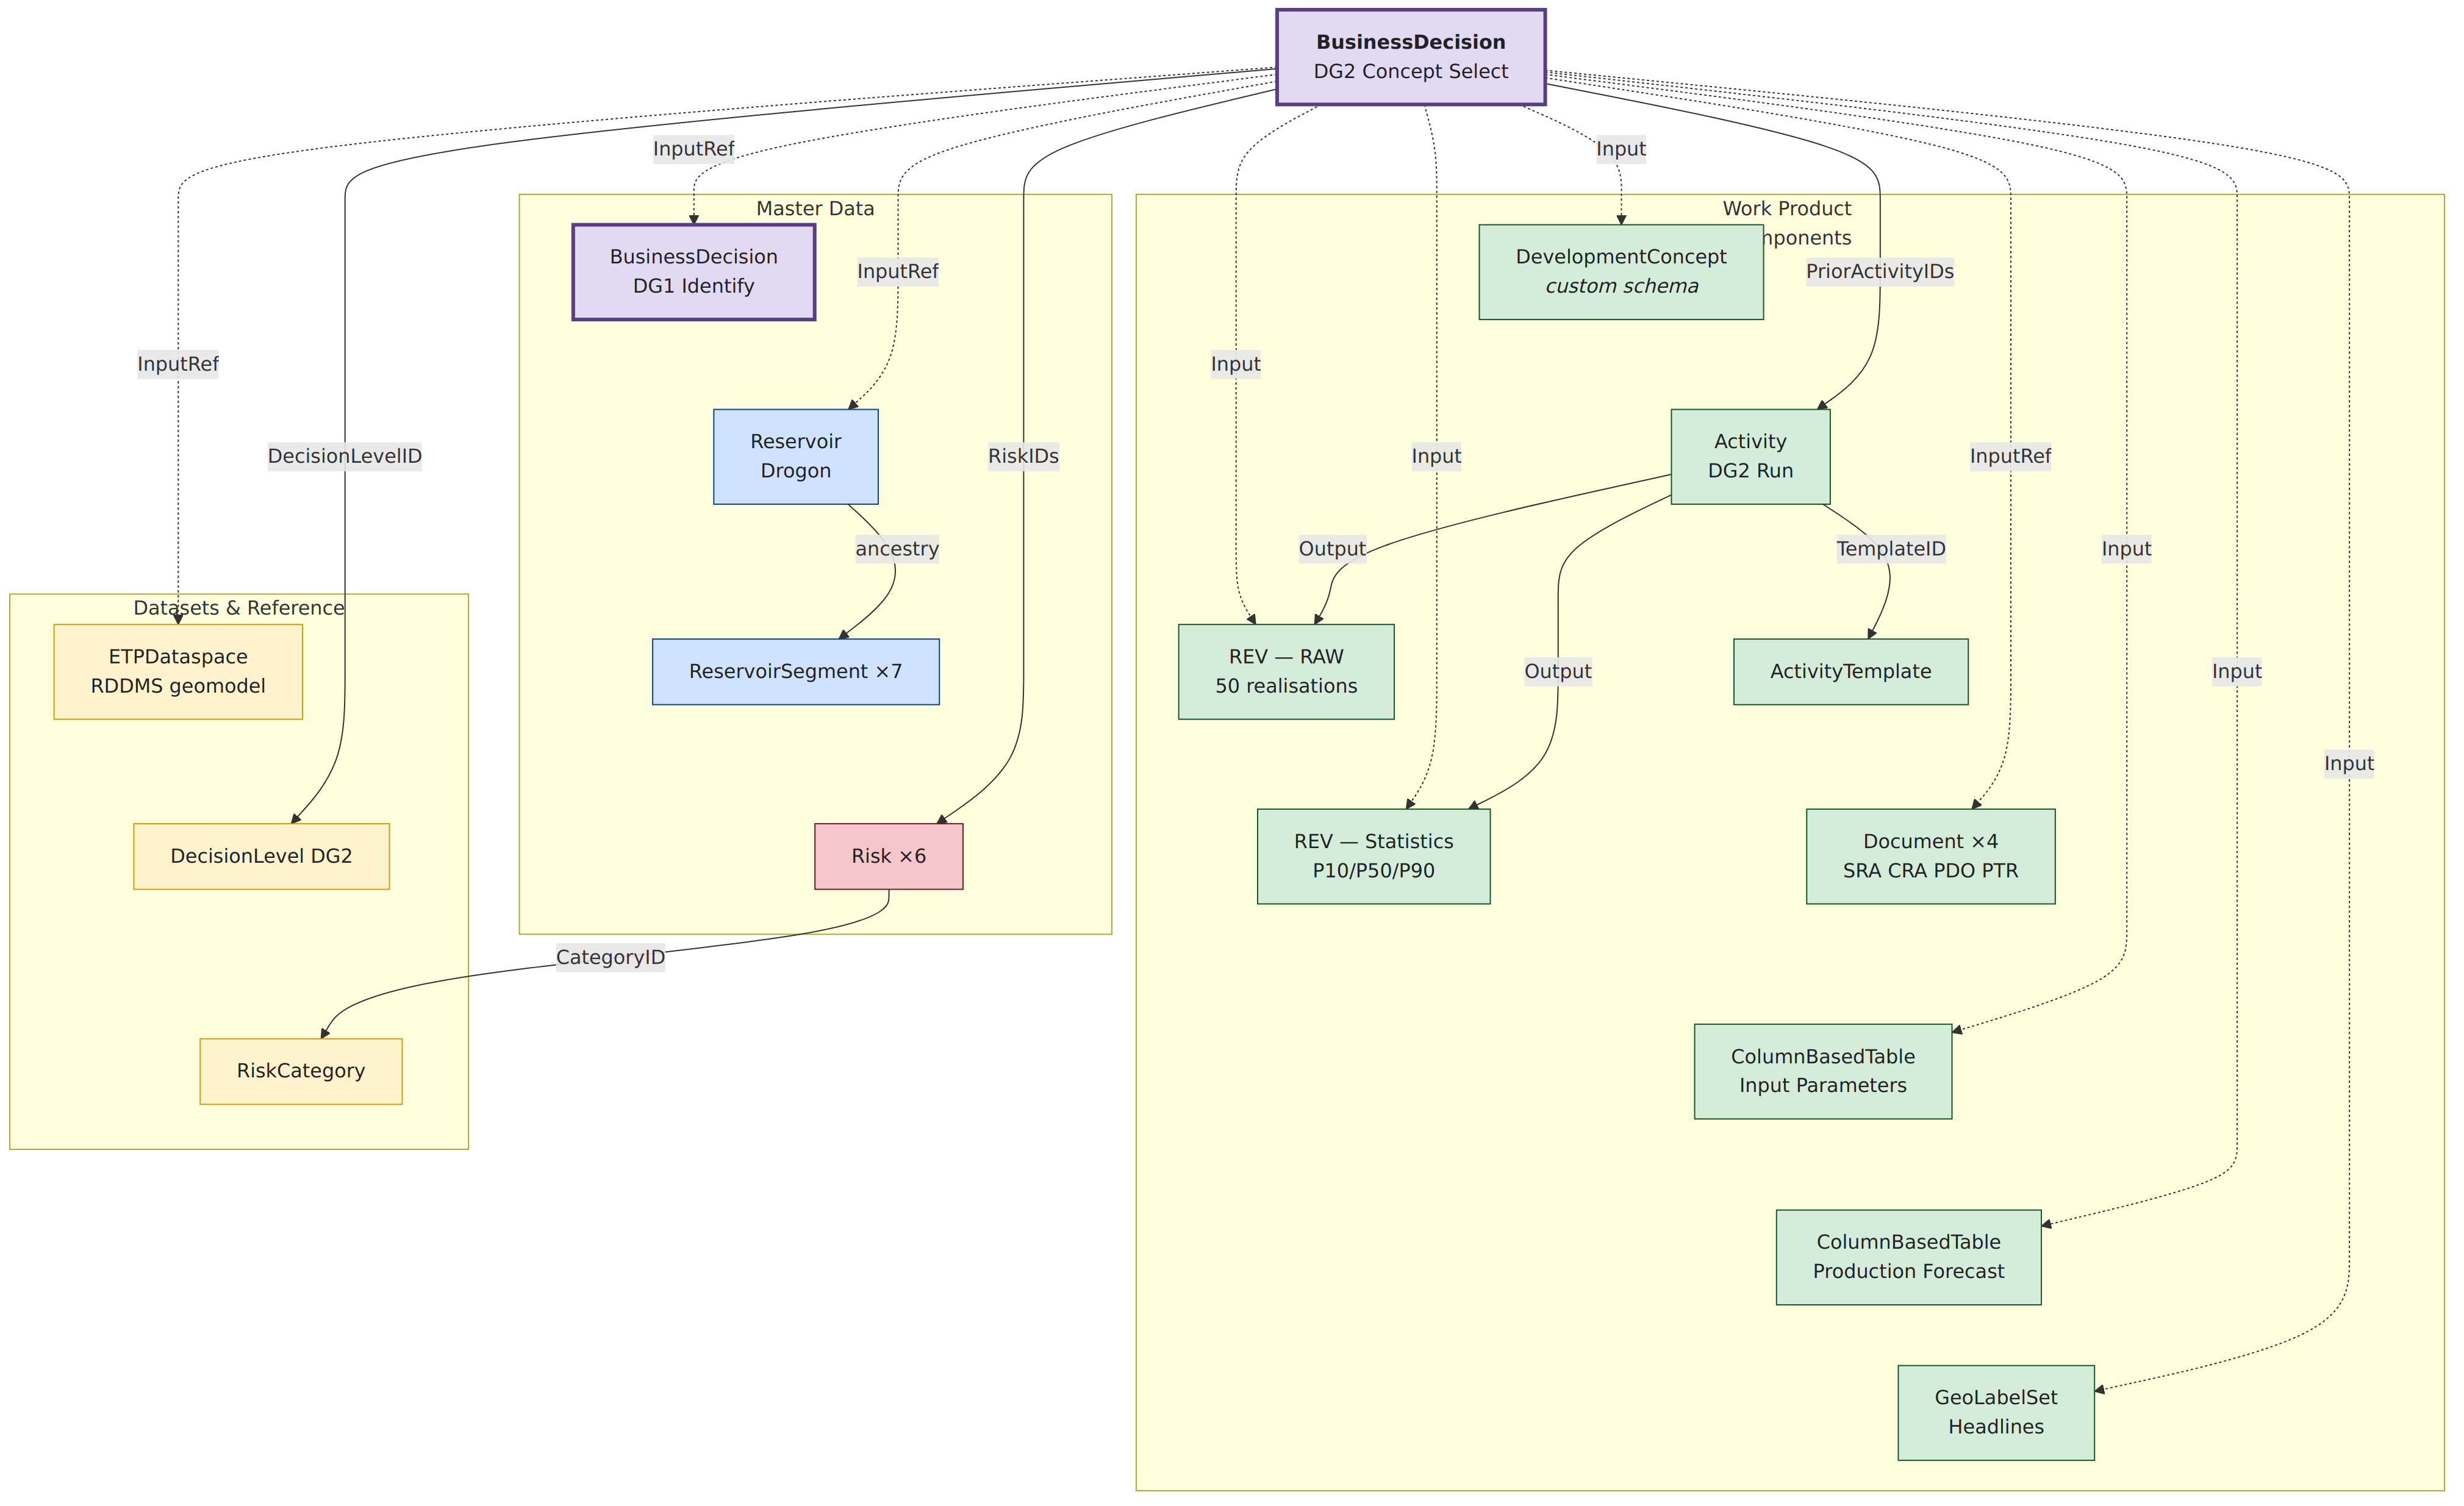 BusinessDecision
DG2 Concept Select
InputRef
Input
Master Data
Work Product
BusinessDecision
DG1 Identify
InputRef
DevelopmentConcept
custom schema
PriorActivityIDs
InputRef
Input
DecisionLevelID
Reservoir
Drogon
RiskIDs
Input
Activity
DG2 Run
InputRef
ancestry
Output
TemplateID
Input
Datasets & Reference
ETPDataspace
RDDMS geomodel
ReservoirSegment ×7
REV — RAW
50 realisations
Output
ActivityTemplate
Input
Input
DecisionLevel DG2
Risk ×6
REV — Statistics
P10/P50/P90
Document ×4
SRA CRA PDO PTR
CategoryID
RiskCategory
ColumnBasedTable
Input Parameters
ColumnBasedTable
Production Forecast
GeoLabelSet
Headlines